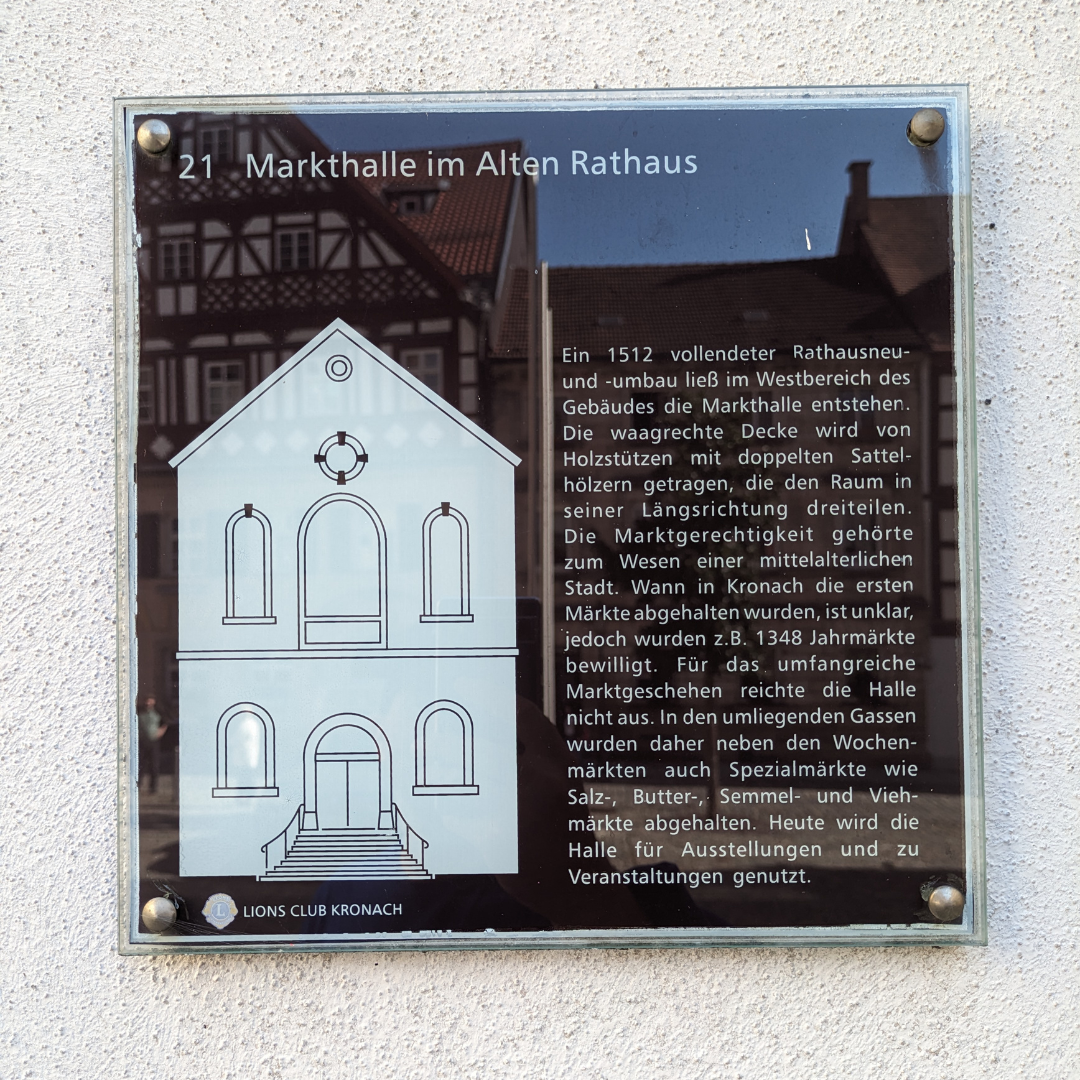 21 Markthalle im Alten Rathaus
Ein 1512 vollendeter Rathausneu-
und -umbau ließ im Westbereich des
Gebäudes die Markthalle entstehen.
Die waagrechte Decke wird von
Holzstützen mit doppelten Sattel-
hölzern getragen, die den Raum in
seiner Längsrichtung dreiteilen.
Die Marktgerechtigkeit gehörte
zum Wesen einer mittelalterlichen
Stadt. Wann in Kronach die ersten
Märkte abgehalten wurden, ist unklar,
jedoch wurden z.B. 1348 Jahrmärkte
bewilligt. Für das umfangreiche
Marktgeschehen reichte die Halle
nicht aus. In den umliegenden Gassen
wurden daher neben den Wochen-
märkten auch Spezialmärkte wie
Salz-, Butter-, Semmel- und Vieh-
märkte abgehalten. Heute wird die
Halle für Ausstellungen und zu
Veranstaltungen genutzt.
L LIONS CLUB KRONACH